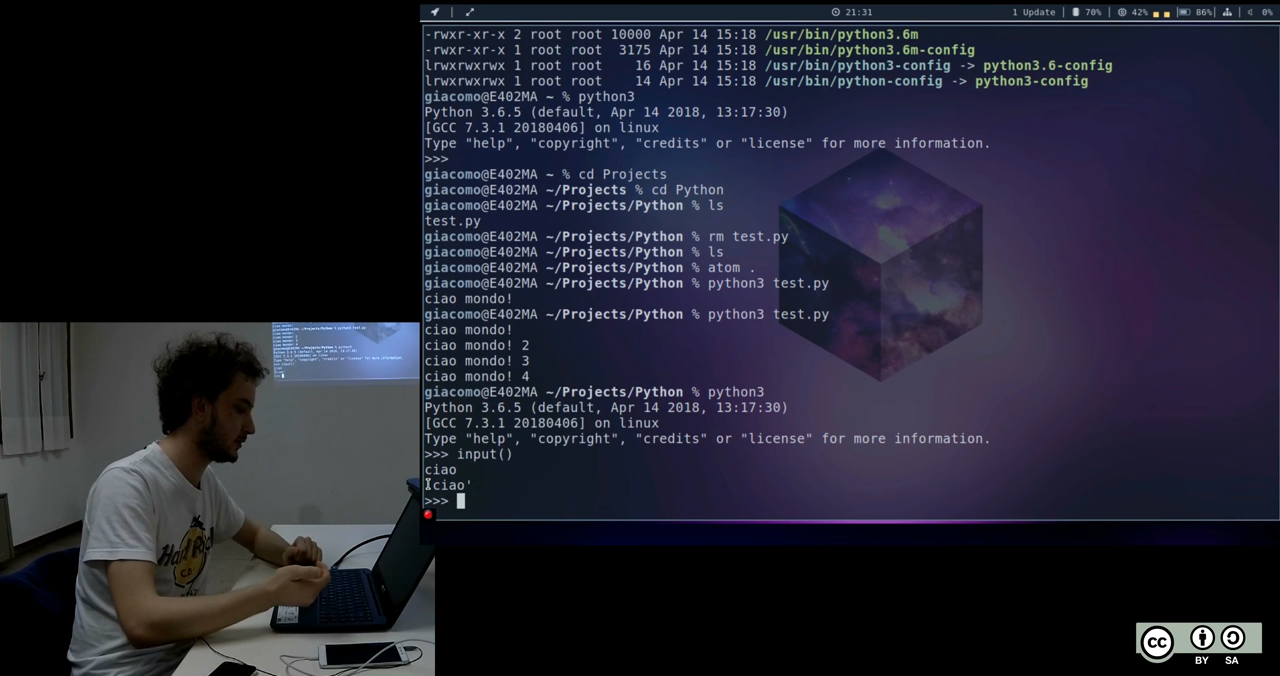 21:31 1 Update 70% 42% 86% 0%
-rwxr-xr-x 2 root root 10000 Apr 14 15:18 /usr/bin/python3.6m
-rwxr-xr-x 1 root root  3175 Apr 14 15:18 /usr/bin/python3.6m-config
lrwxrwxrwx 1 root root    16 Apr 14 15:18 /usr/bin/python3-config -> python3.6-config
lrwxrwxrwx 1 root root    14 Apr 14 15:18 /usr/bin/python-config -> python3-config
giacomo@E402MA ~ % python3
Python 3.6.5 (default, Apr 14 2018, 13:17:30)
[GCC 7.3.1 20180406] on linux
Type "help", "copyright", "credits" or "license" for more information.
>>>
giacomo@E402MA ~ % cd Projects
giacomo@E402MA ~/Projects % cd Python
giacomo@E402MA ~/Projects/Python % ls
test.py
giacomo@E402MA ~/Projects/Python % rm test.py
giacomo@E402MA ~/Projects/Python % ls
giacomo@E402MA ~/Projects/Python % atom .
giacomo@E402MA ~/Projects/Python % python3 test.py
ciao mondo!
giacomo@E402MA ~/Projects/Python % python3 test.py
ciao mondo!
ciao mondo! 2
ciao mondo! 3
ciao mondo! 4
giacomo@E402MA ~/Projects/Python % python3
Python 3.6.5 (default, Apr 14 2018, 13:17:30)
[GCC 7.3.1 20180406] on linux
Type "help", "copyright", "credits" or "license" for more information.
>>> input()
ciao
'ciao'
>>>
Hard Rock
cc
BY SA